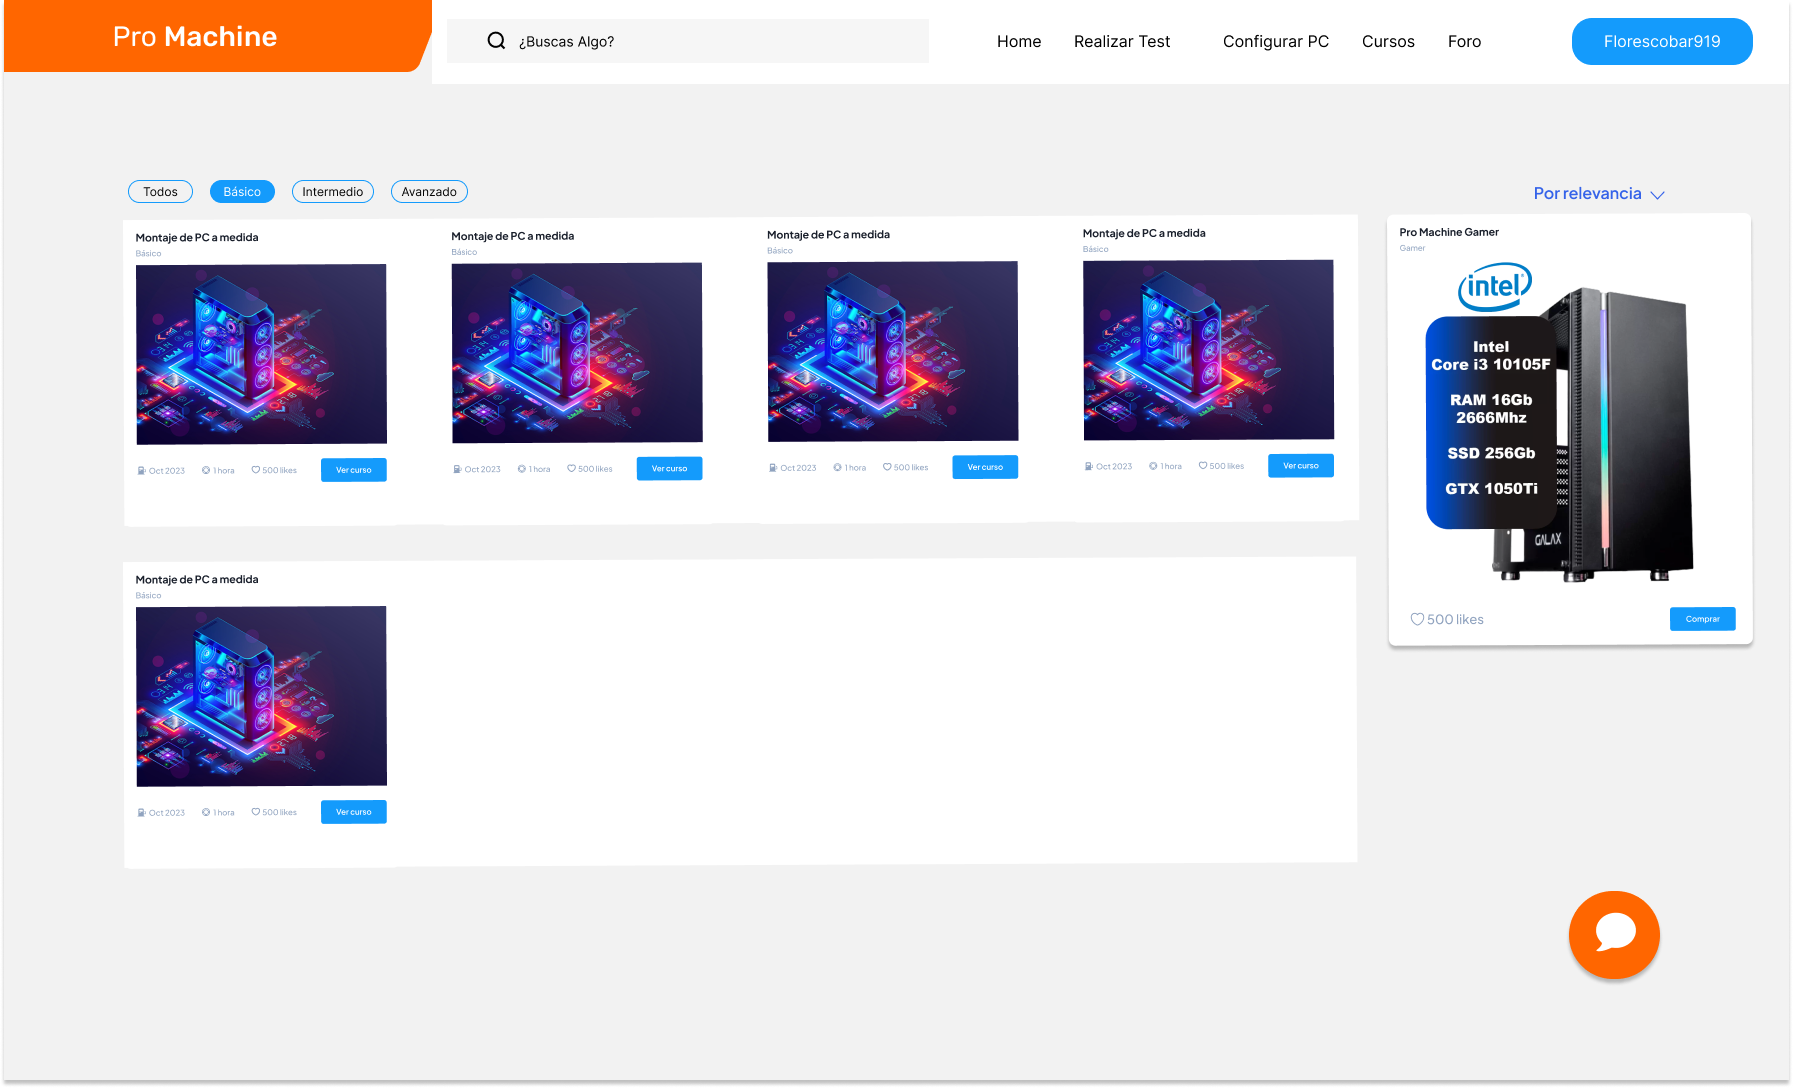 Pro Machine
¿Buscas Algo?
Home
Realizar Test
Configurar PC
Cursos
Foro
Florescobar919
Todos
Básico
Intermedio
Avanzado
Por relevancia
Montaje de PC a medida
Básico
Oct 2023
1 hora
500 likes
Ver curso
Montaje de PC a medida
Básico
Oct 2023
1 hora
500 likes
Ver curso
Montaje de PC a medida
Básico
Oct 2023
1 hora
500 likes
Ver curso
Montaje de PC a medida
Básico
Oct 2023
1 hora
500 likes
Ver curso
Pro Machine Gamer
Gamer
intel
Intel
Core i3 10105F
RAM 16Gb
2666Mhz
SSD 256Gb
GTX 1050Ti
GALAX
500 likes
Comprar
Montaje de PC a medida
Básico
Oct 2023
1 hora
500 likes
Ver curso